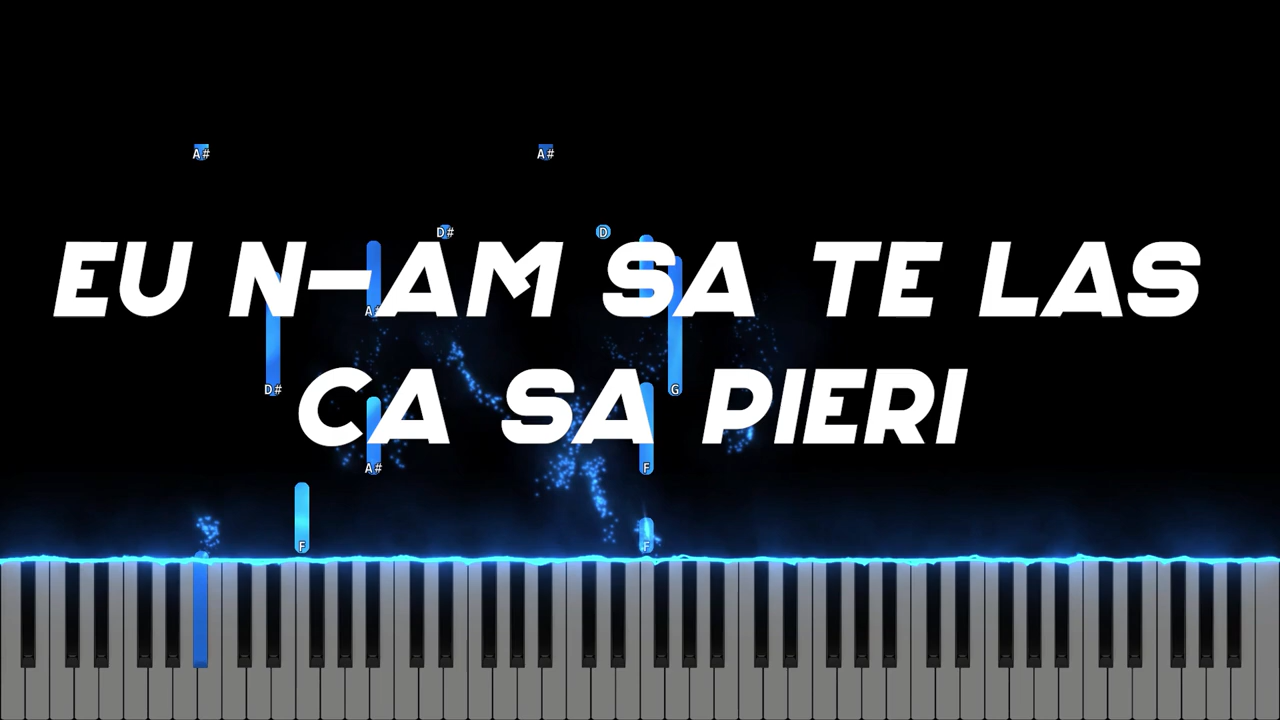 A# A#
D# D
EU N-AM SA TE LAS
A#
D# G
CA SA PIERI
A# F
F F